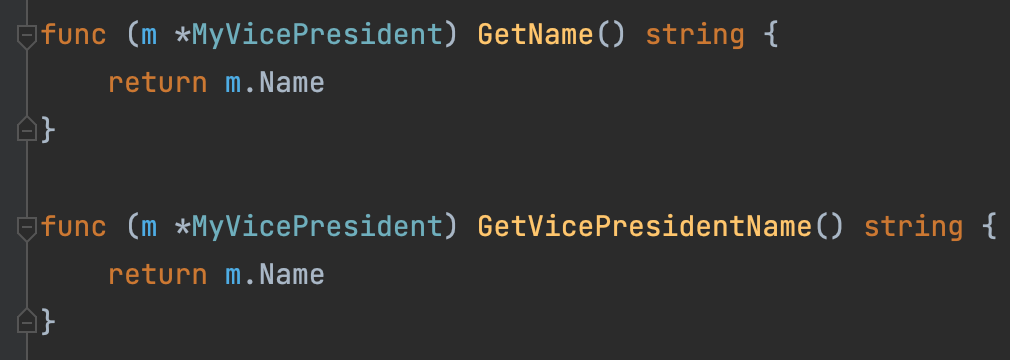 func (m *MyVicePresident) GetName() string {
    return m.Name
}

func (m *MyVicePresident) GetVicePresidentName() string {
    return m.Name
}